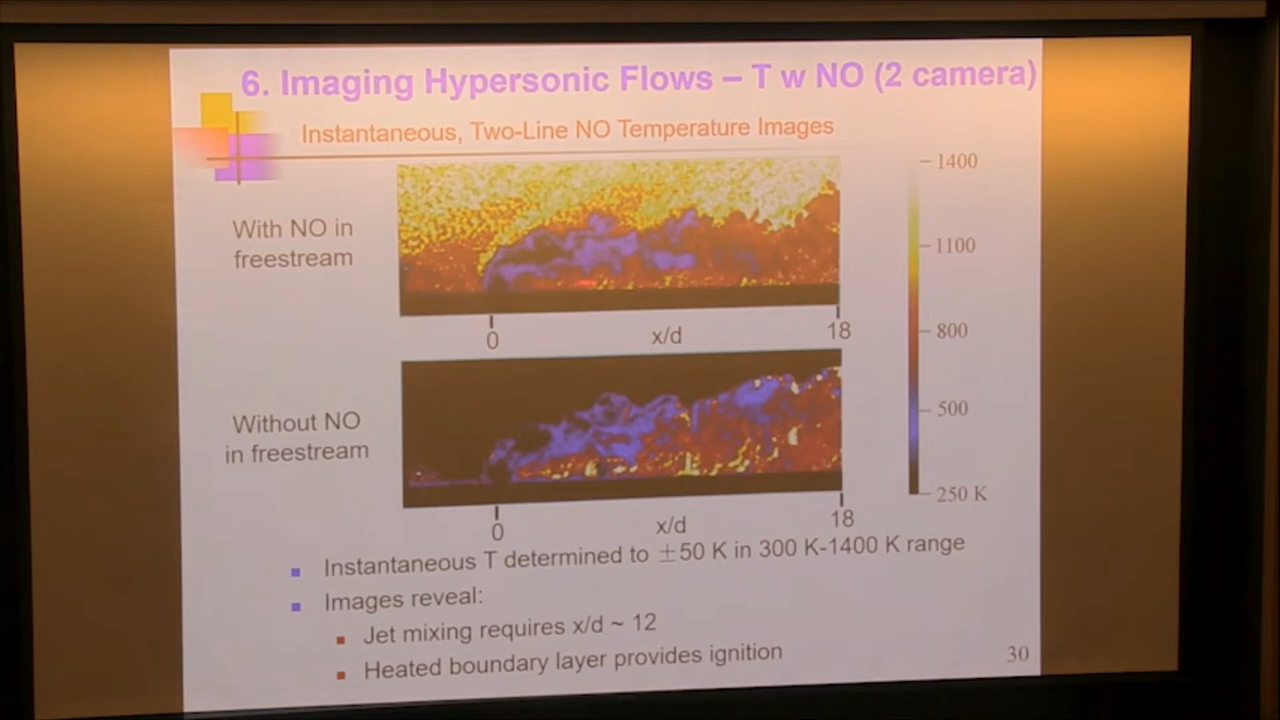 6. Imaging Hypersonic Flows – T w NO (2 camera)
Instantaneous, Two-Line NO Temperature Images
With NO in
freestream
0 x/d 18
1400
1100
800
500
250 K
Without NO
in freestream
0 x/d 18
Instantaneous T determined to ±50 K in 300 K-1400 K range
Images reveal:
Jet mixing requires x/d ~ 12
Heated boundary layer provides ignition
30